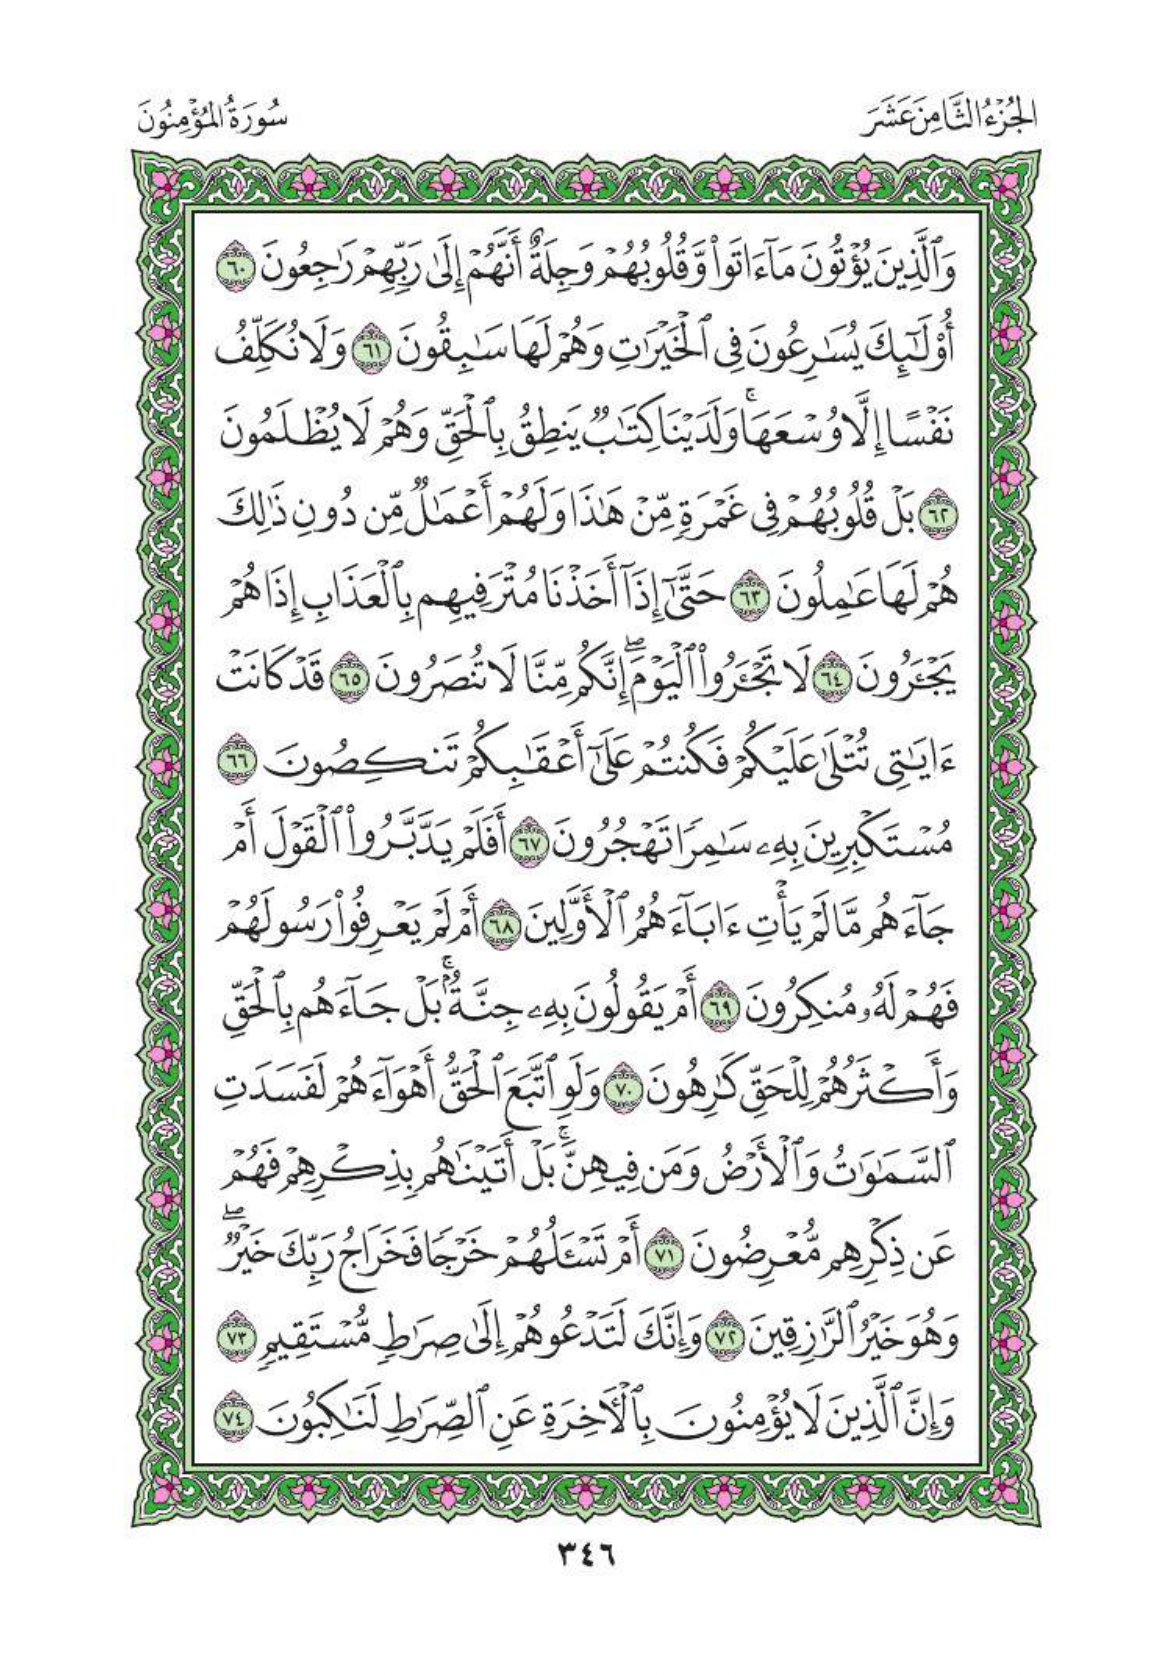 الجُزْءُ الثَّامِنَ عَشَرَ
سُورَةُ المُؤْمِنُونَ
وَٱلَّذِينَ يُؤْتُونَ مَآ ءَاتَوا۟ وَّقُلُوبُهُمْ وَجِلَةٌ أَنَّهُمْ إِلَىٰ رَبِّهِمْ رَٰجِعُونَ ٦٠
أُو۟لَٰٓئِكَ يُسَٰرِعُونَ فِى ٱلْخَيْرَٰتِ وَهُمْ لَهَا سَٰبِقُونَ ٦١ وَلَا نُكَلِّفُ
نَفْسًا إِلَّا وُسْعَهَا ۚ وَلَدَيْنَا كِتَٰبٌ يَنطِقُ بِٱلْحَقِّ وَهُمْ لَا يُظْلَمُونَ
٦٢ بَلْ قُلُوبُهُمْ فِى غَمْرَةٍ مِّنْ هَٰذَا وَلَهُمْ أَعْمَٰلٌ مِّن دُونِ ذَٰلِكَ
هُمْ لَهَا عَٰمِلُونَ ٦٣ حَتَّىٰٓ إِذَآ أَخَذْنَا مُتْرَفِيهِم بِٱلْعَذَابِ إِذَا هُمْ
يَجْـَٔرُونَ ٦٤ لَا تَجْـَٔرُوا۟ ٱلْيَوْمَ ۖ إِنَّكُم مِّنَّا لَا تُنصَرُونَ ٦٥ قَدْ كَانَتْ
ءَايَٰتِى تُتْلَىٰ عَلَيْكُمْ فَكُنتُمْ عَلَىٰٓ أَعْقَٰبِكُمْ تَنكِصُونَ ٦٦
مُسْتَكْبِرِينَ بِهِۦ سَٰمِرًا تَهْجُرُونَ ٦٧ أَفَلَمْ يَدَّبَّرُوا۟ ٱلْقَوْلَ أَمْ
جَآءَهُم مَّا لَمْ يَأْتِ ءَابَآءَهُمُ ٱلْأَوَّلِينَ ٦٨ أَمْ لَمْ يَعْرِفُوا۟ رَسُولَهُمْ
فَهُمْ لَهُۥ مُنكِرُونَ ٦٩ أَمْ يَقُولُونَ بِهِۦ جِنَّةٌۢ ۚ بَلْ جَآءَهُم بِٱلْحَقِّ
وَأَكْثَرُهُمْ لِلْحَقِّ كَٰرِهُونَ ٧٠ وَلَوِ ٱتَّبَعَ ٱلْحَقُّ أَهْوَآءَهُمْ لَفَسَدَتِ
ٱلسَّمَٰوَٰتُ وَٱلْأَرْضُ وَمَن فِيهِنَّ ۚ بَلْ أَتَيْنَٰهُم بِذِكْرِهِمْ فَهُمْ
عَن ذِكْرِهِم مُّعْرِضُونَ ٧١ أَمْ تَسْـَٔلُهُمْ خَرْجًا فَخَرَاجُ رَبِّكَ خَيْرٌ ۖ
وَهُوَ خَيْرُ ٱلرَّٰزِقِينَ ٧٢ وَإِنَّكَ لَتَدْعُوهُمْ إِلَىٰ صِرَٰطٍ مُّسْتَقِيمٍ ٧٣
وَإِنَّ ٱلَّذِينَ لَا يُؤْمِنُونَ بِٱلْءَاخِرَةِ عَنِ ٱلصِّرَٰطِ لَنَٰكِبُونَ ٧٤
٣٤٦